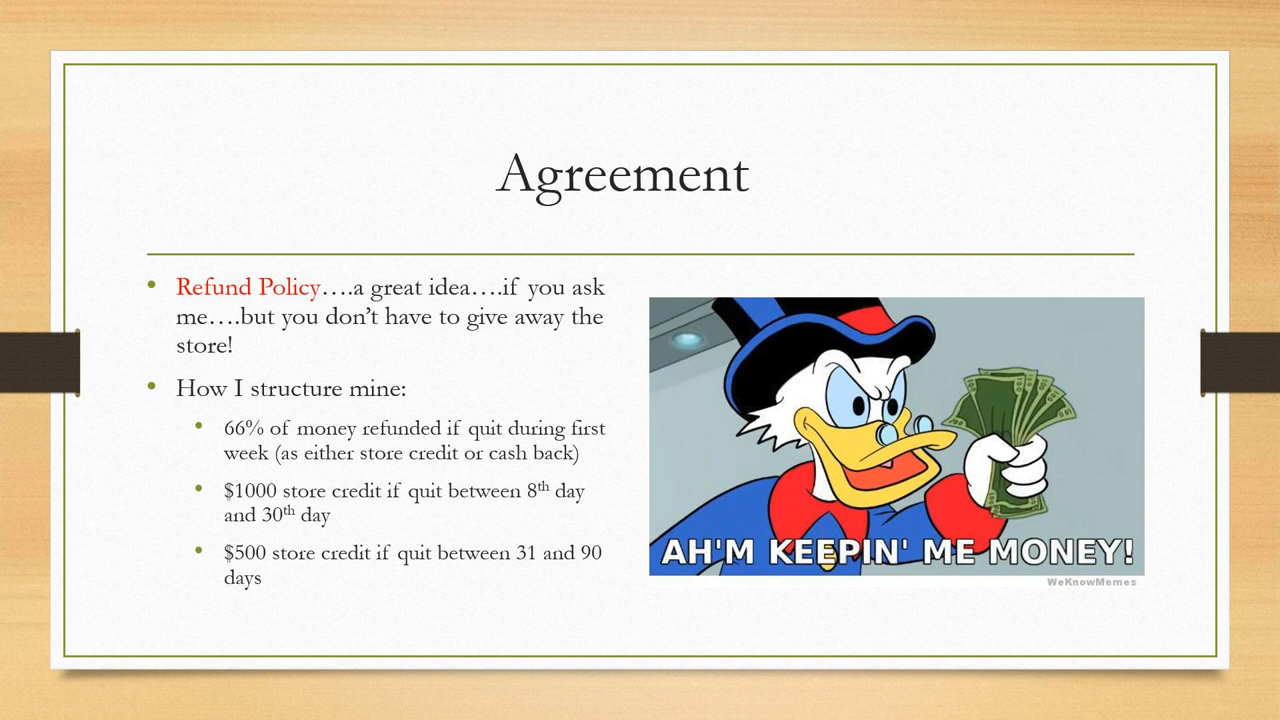 Agreement
• Refund Policy….a great idea….if you ask
me….but you don’t have to give away the
store!
• How I structure mine:
• 66% of money refunded if quit during first
week (as either store credit or cash back)
• $1000 store credit if quit between 8th day
and 30th day
• $500 store credit if quit between 31 and 90
days
AH'M KEEPIN' ME MONEY!
WeKnowMemes